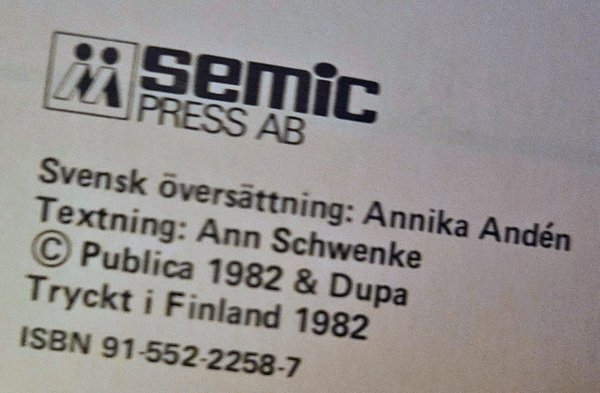 semic
PRESS AB
Svensk översättning: Annika Andén
Textning: Ann Schwenke
© Publica 1982 & Dupa
Tryckt i Finland 1982
ISBN 91-552-2258-7